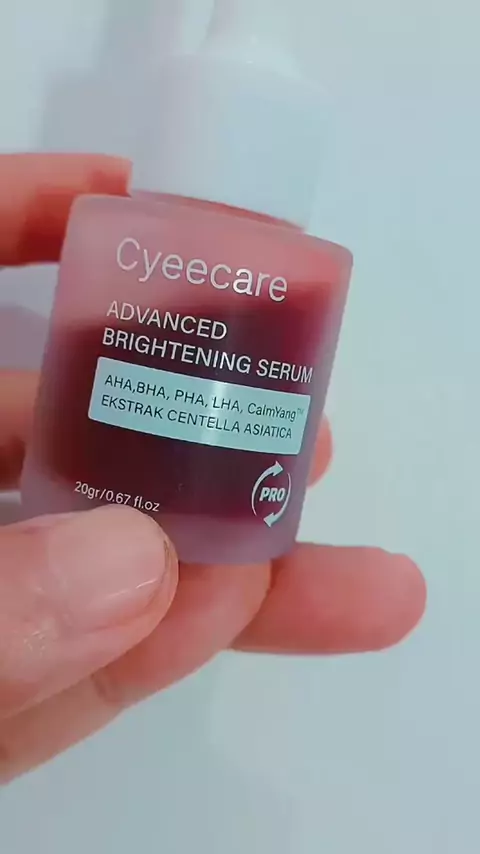 Cyeecare
ADVANCED
BRIGHTENING SERUM
AHA,BHA, PHA, LHA, CalmYang™
EKSTRAK CENTELLA ASIATICA
PRO
20gr/0.67 fl.oz